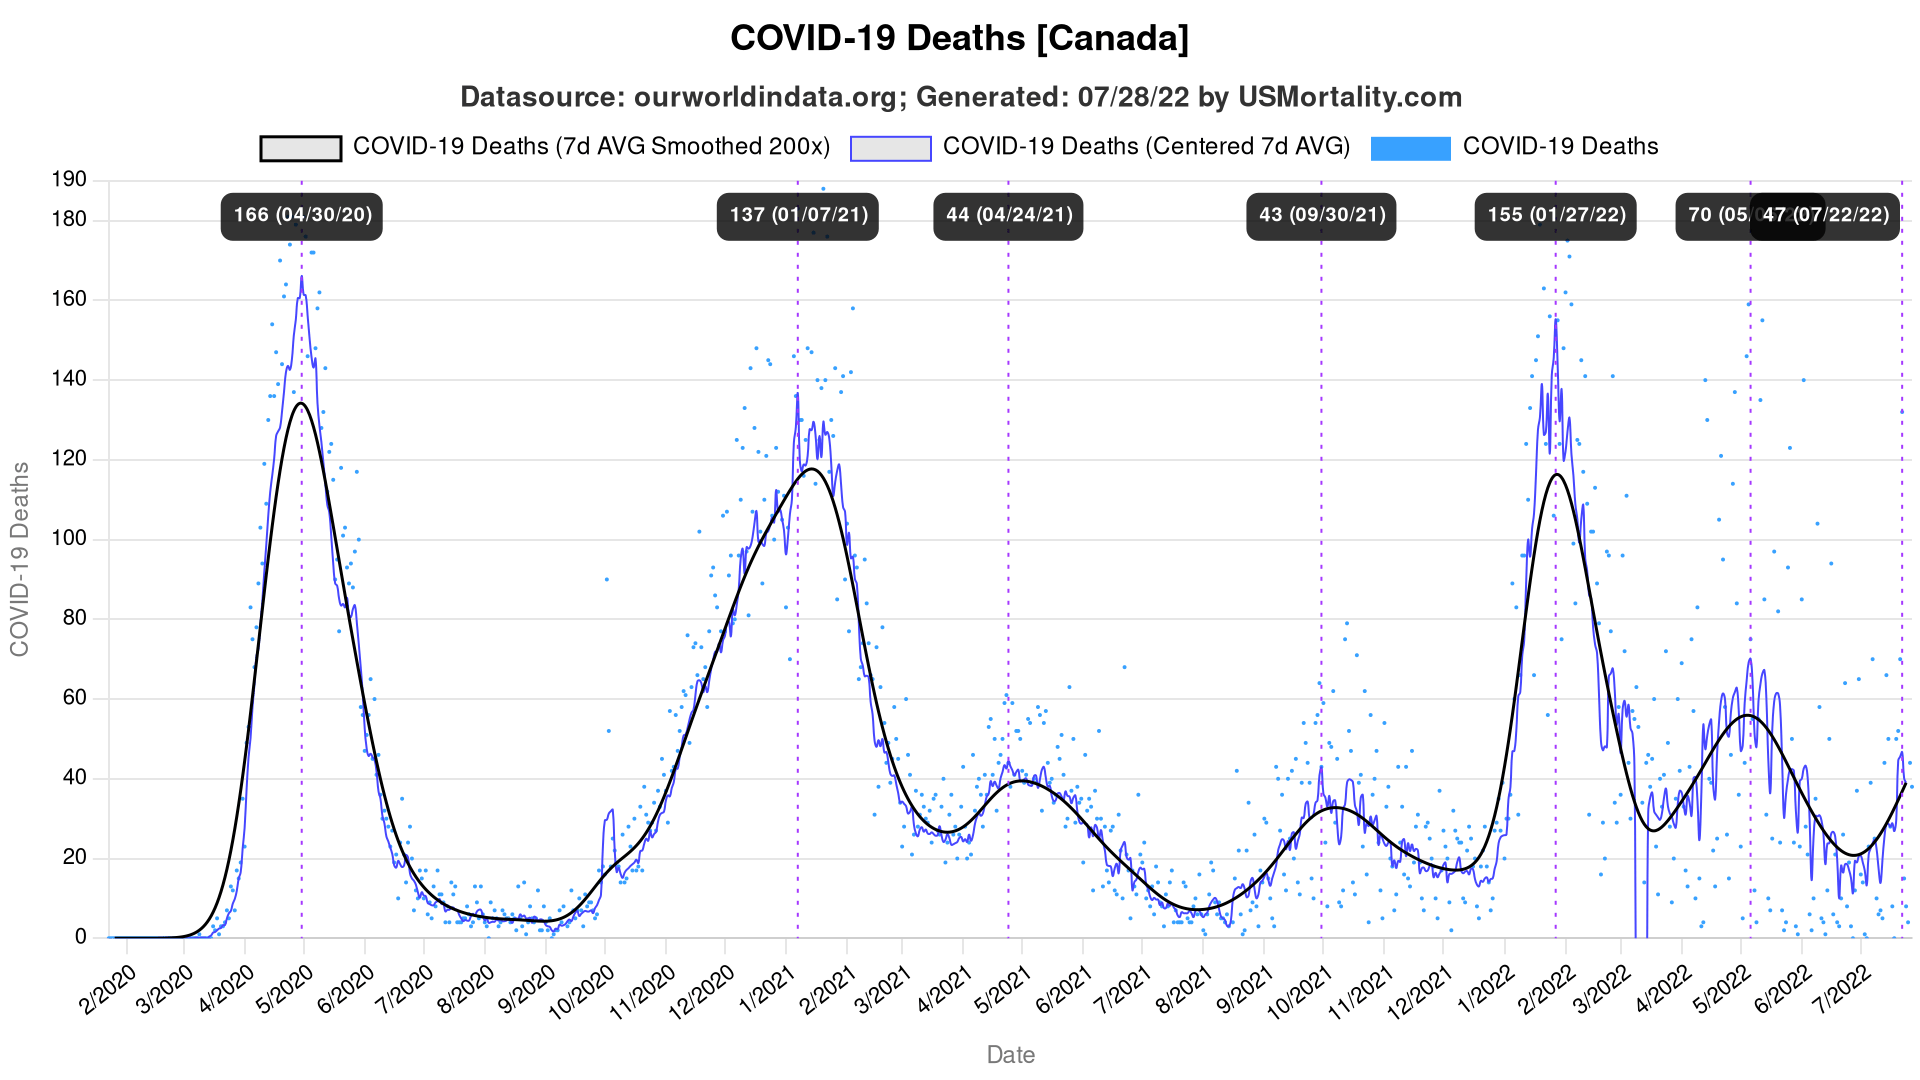 COVID-19 Deaths [Canada]
Datasource: ourworldindata.org; Generated: 07/28/22 by USMortality.com
COVID-19 Deaths (7d AVG Smoothed 200x) COVID-19 Deaths (Centered 7d AVG) COVID-19 Deaths
190
180
160
140
120
100
80
60
40
20
0
COVID-19 Deaths
166 (04/30/20) 137 (01/07/21) 44 (04/24/21) 43 (09/30/21) 155 (01/27/22) 70 (05/ 47 (07/22/22)
2/2020 3/2020 4/2020 5/2020 6/2020 7/2020 8/2020 9/2020 10/2020 11/2020 12/2020 1/2021 2/2021 3/2021 4/2021 5/2021 6/2021 7/2021 8/2021 9/2021 10/2021 11/2021 12/2021 1/2022 2/2022 3/2022 4/2022 5/2022 6/2022 7/2022
Date